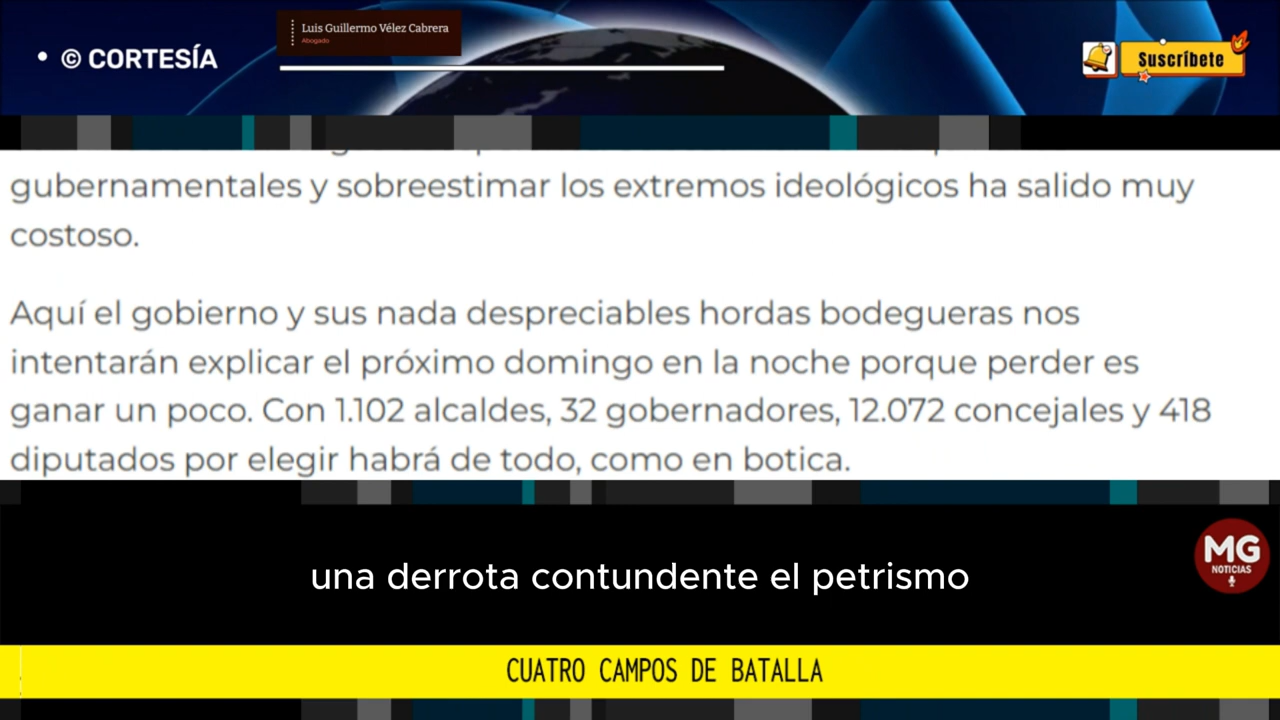 Luis Guillermo Vélez Cabrera
Abogado
• © CORTESÍA
Suscríbete
gubernamentales y sobreestimar los extremos ideológicos ha salido muy
costoso.
Aquí el gobierno y sus nada despreciables hordas bodegueras nos
intentarán explicar el próximo domingo en la noche porque perder es
ganar un poco. Con 1.102 alcaldes, 32 gobernadores, 12.072 concejales y 418
diputados por elegir habrá de todo, como en botica.
MG
NOTICIAS
una derrota contundente el petrismo
CUATRO CAMPOS DE BATALLA